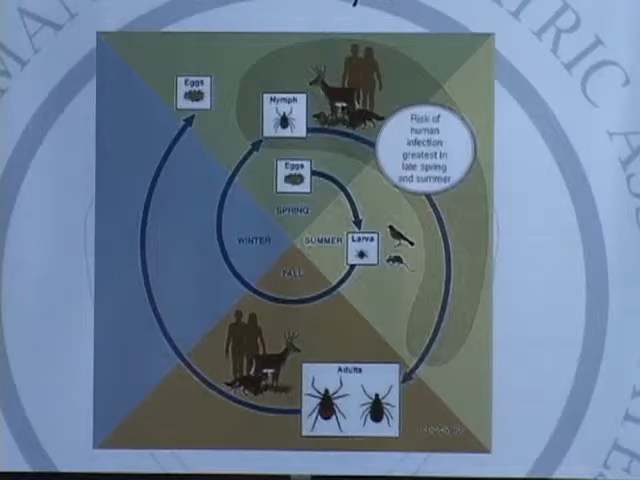 Eggs
Nymph
Risk of
human
infection
greatest in
late spring
and summer
Eggs
SPRING
WINTER
SUMMER
Larva
FALL
Adults